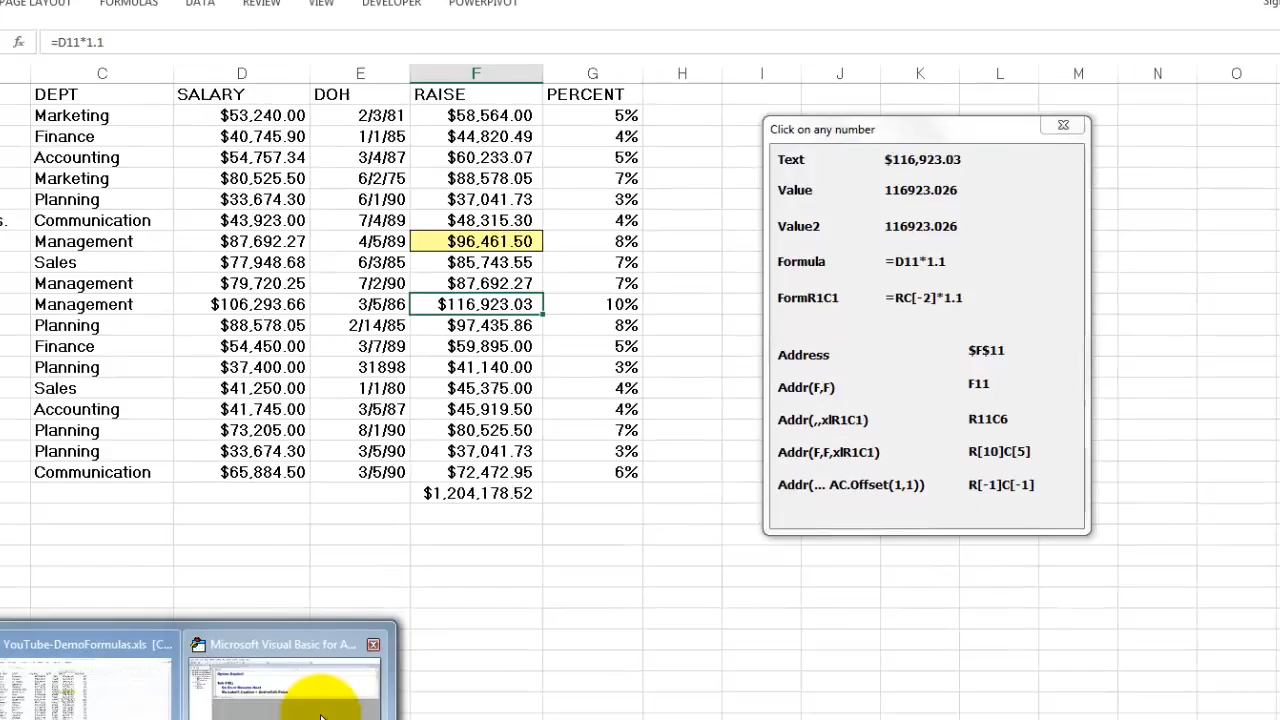 PAGE LAYOUT FORMULAS DATA REVIEW VIEW DEVELOPER POWERPIVOT Sig
fx =D11*1.1
C D E F G H I J K L M N O
DEPT SALARY DOH RAISE PERCENT
Marketing $53,240.00 2/3/81 $58,564.00 5%
Finance $40,745.90 1/1/85 $44,820.49 4%
Accounting $54,757.34 3/4/87 $60,233.07 5%
Marketing $80,525.50 6/2/75 $88,578.05 7%
Planning $33,674.30 6/1/90 $37,041.73 3%
s. Communication $43,923.00 7/4/89 $48,315.30 4%
Management $87,692.27 4/5/89 $96,461.50 8%
Sales $77,948.68 6/3/85 $85,743.55 7%
Management $79,720.25 7/2/90 $87,692.27 7%
Management $106,293.66 3/5/86 $116,923.03 10%
Planning $88,578.05 2/14/85 $97,435.86 8%
Finance $54,450.00 3/7/89 $59,895.00 5%
Planning $37,400.00 31898 $41,140.00 3%
Sales $41,250.00 1/1/80 $45,375.00 4%
Accounting $41,745.00 3/5/87 $45,919.50 4%
Planning $73,205.00 8/1/90 $80,525.50 7%
Planning $33,674.30 3/5/90 $37,041.73 3%
Communication $65,884.50 3/5/90 $72,472.95 6%
$1,204,178.52
Click on any number
Text $116,923.03
Value 116923.026
Value2 116923.026
Formula =D11*1.1
FormR1C1 =RC[-2]*1.1
Address $F$11
Addr(F,F) F11
Addr(,,xlR1C1) R11C6
Addr(F,F,xlR1C1) R[10]C[5]
Addr(... AC.Offset(1,1)) R[-1]C[-1]
YouTube-DemoFormulas.xls [C... Microsoft Visual Basic for A...